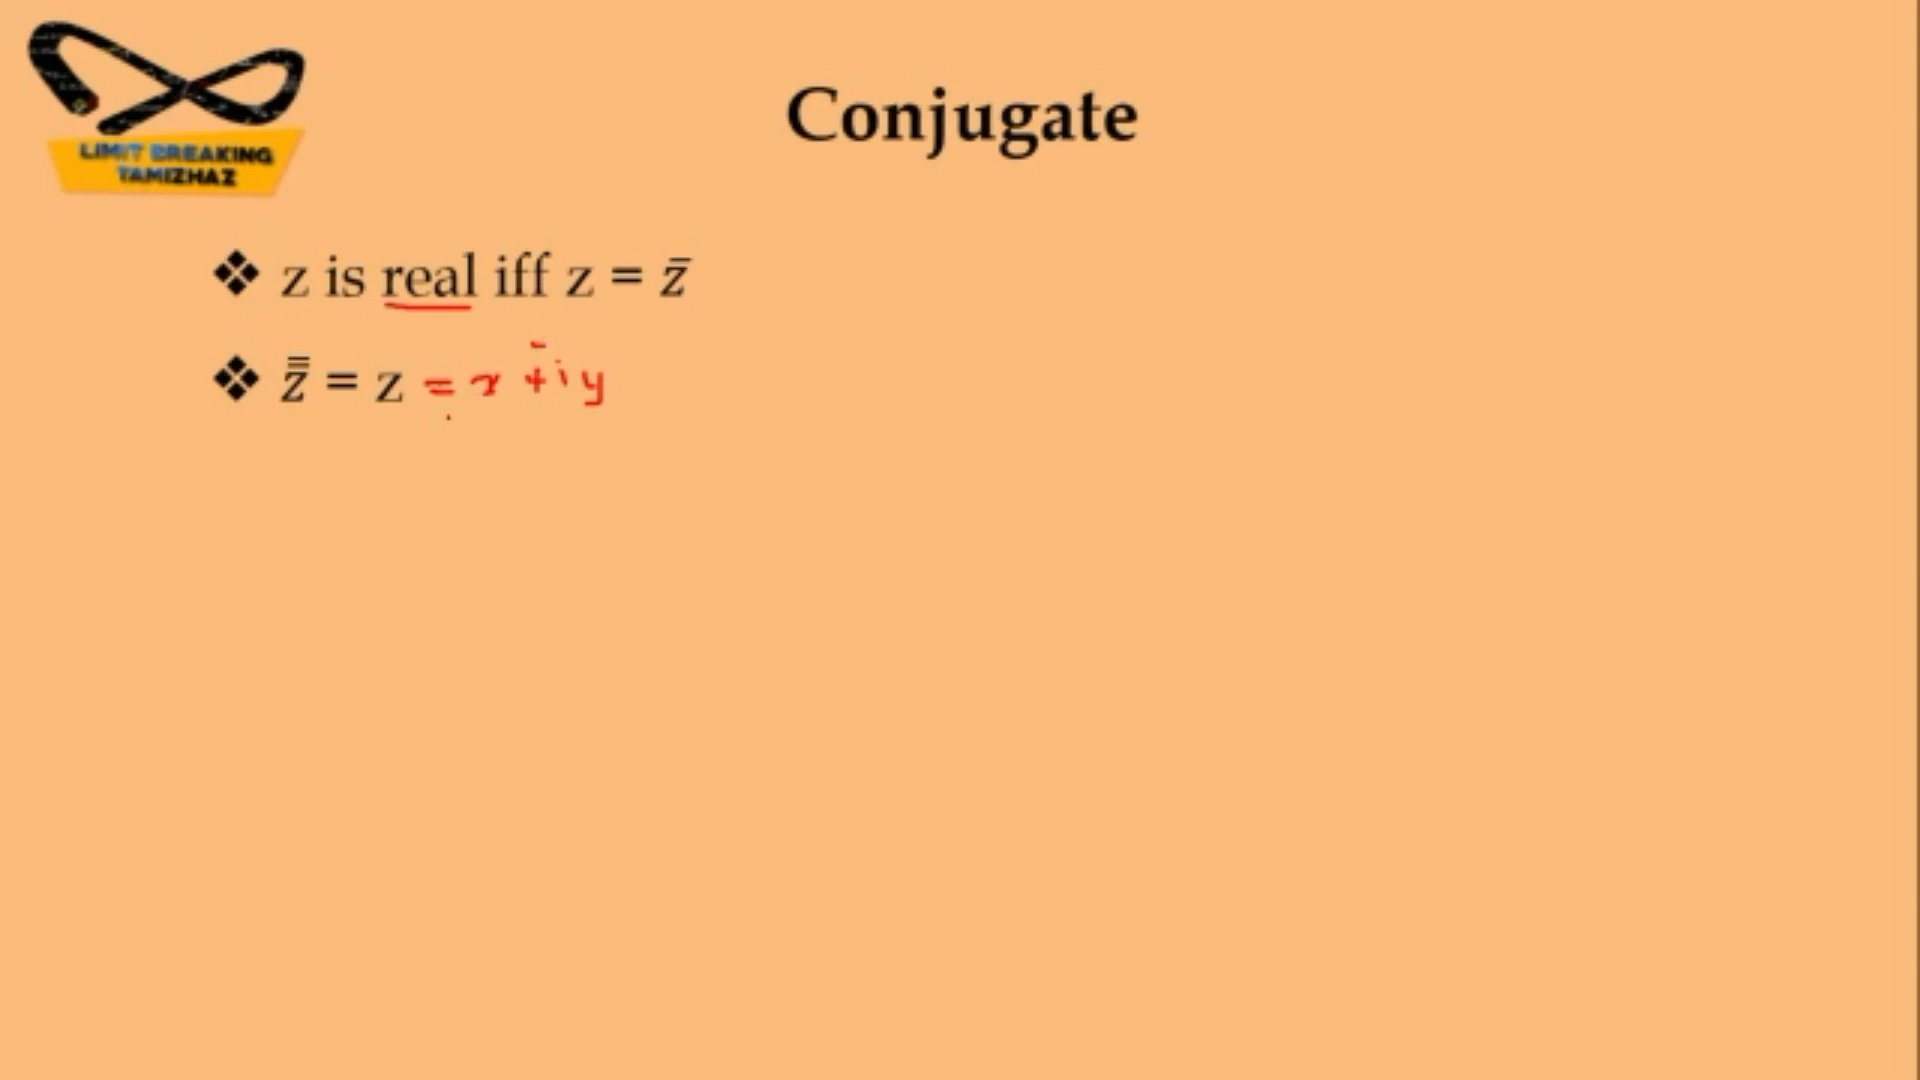 LIMIT BREAKING
TAMIZHAZ
Conjugate
❖ z is real iff z = z̄
❖ z̿ = z = x + iy